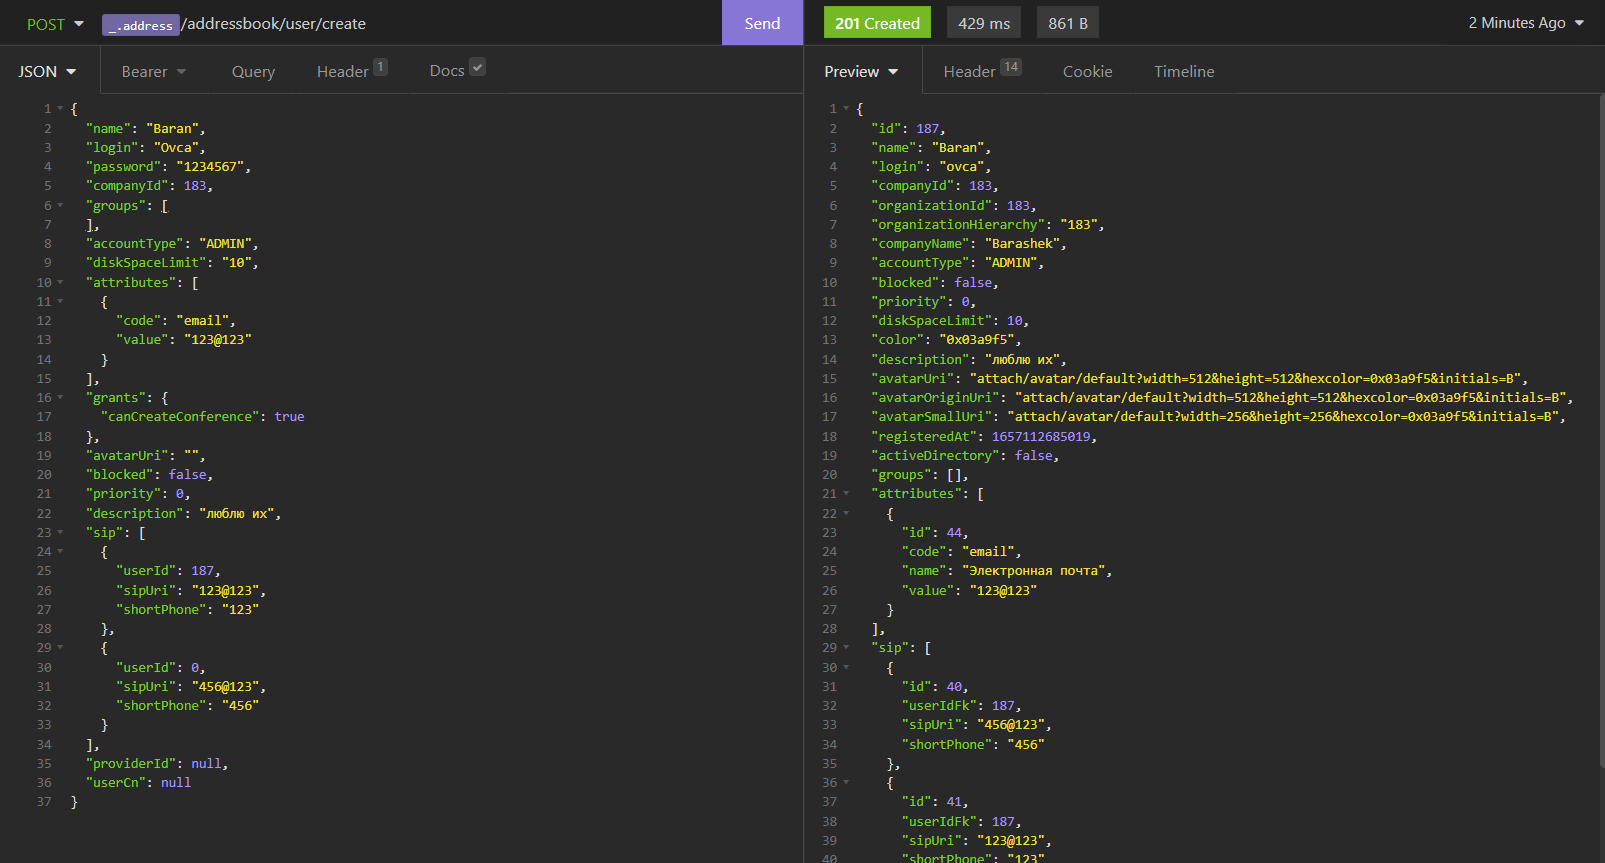 POST _.address/addressbook/user/create Send
JSON Bearer Query Header 1 Docs
1 {
2 "name": "Baran",
3 "login": "Ovca",
4 "password": "1234567",
5 "companyId": 183,
6 "groups": [
7 ],
8 "accountType": "ADMIN",
9 "diskSpaceLimit": "10",
10 "attributes": [
11 {
12 "code": "email",
13 "value": "123@123"
14 }
15 ],
16 "grants": {
17 "canCreateConference": true
18 },
19 "avatarUri": "",
20 "blocked": false,
21 "priority": 0,
22 "description": "люблю их",
23 "sip": [
24 {
25 "userId": 187,
26 "sipUri": "123@123",
27 "shortPhone": "123"
28 },
29 {
30 "userId": 0,
31 "sipUri": "456@123",
32 "shortPhone": "456"
33 }
34 ],
35 "providerId": null,
36 "userCn": null
37 }
201 Created 429 ms 861 B 2 Minutes Ago
Preview Header 14 Cookie Timeline
1 {
2 "id": 187,
3 "name": "Baran",
4 "login": "ovca",
5 "companyId": 183,
6 "organizationId": 183,
7 "organizationHierarchy": "183",
8 "companyName": "Barashek",
9 "accountType": "ADMIN",
10 "blocked": false,
11 "priority": 0,
12 "diskSpaceLimit": 10,
13 "color": "0x03a9f5",
14 "description": "люблю их",
15 "avatarUri": "attach/avatar/default?width=512&height=512&hexcolor=0x03a9f5&initials=B",
16 "avatarOriginUri": "attach/avatar/default?width=512&height=512&hexcolor=0x03a9f5&initials=B",
17 "avatarSmallUri": "attach/avatar/default?width=256&height=256&hexcolor=0x03a9f5&initials=B",
18 "registeredAt": 1657112685019,
19 "activeDirectory": false,
20 "groups": [],
21 "attributes": [
22 {
23 "id": 44,
24 "code": "email",
25 "name": "Электронная почта",
26 "value": "123@123"
27 }
28 ],
29 "sip": [
30 {
31 "id": 40,
32 "userIdFk": 187,
33 "sipUri": "456@123",
34 "shortPhone": "456"
35 },
36 {
37 "id": 41,
38 "userIdFk": 187,
39 "sipUri": "123@123",
40 "shortPhone": "123"